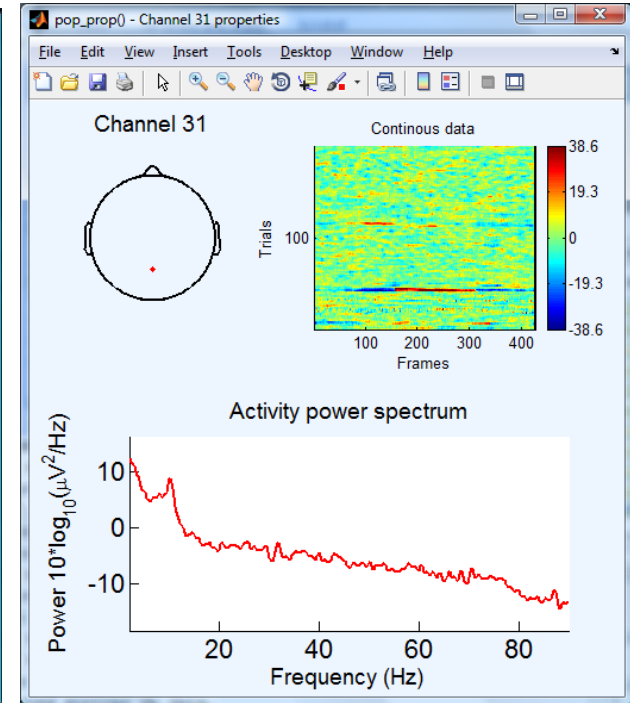 pop_prop() - Channel 31 properties
File Edit View Insert Tools Desktop Window Help
Channel 31
Continous data
Trials
100
100 200 300 400
Frames
38.6
19.3
0
-19.3
-38.6
Activity power spectrum
Power 10*log10(μV2/Hz)
10
0
-10
20 40 60 80
Frequency (Hz)